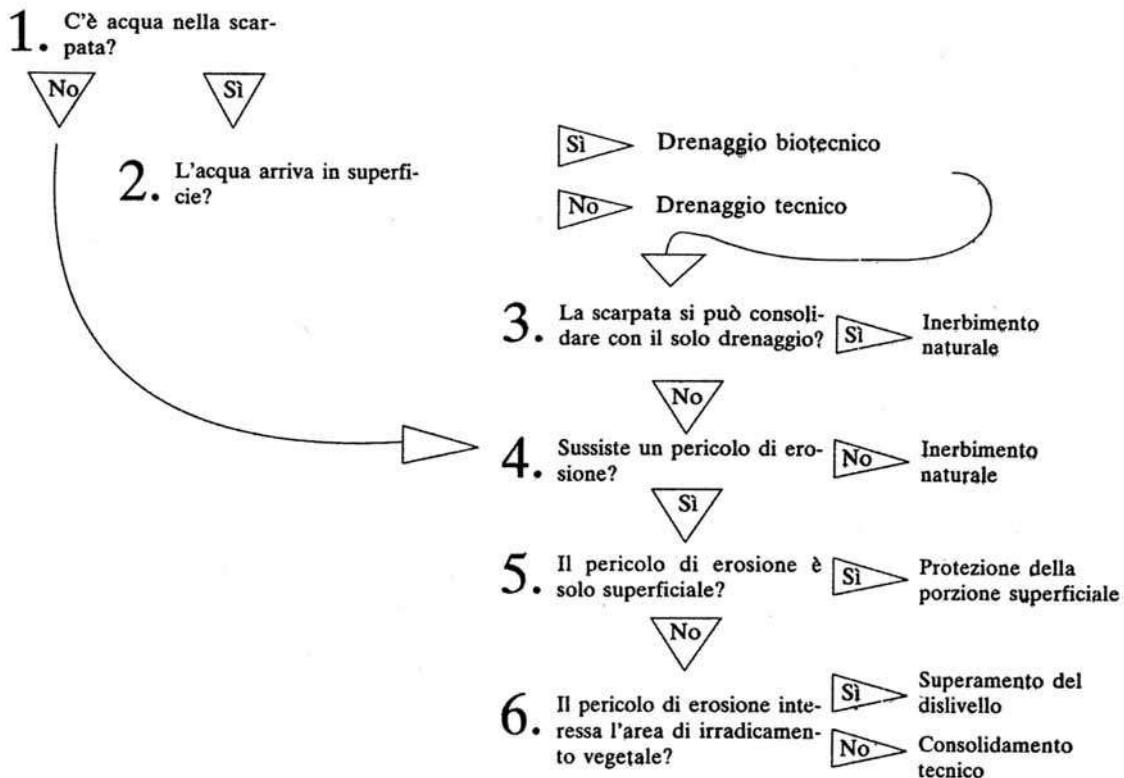 1. C'è acqua nella scar-
pata?
No
Sì
2. L'acqua arriva in superfi-
cie?
Sì Drenaggio biotecnico
No Drenaggio tecnico
3. La scarpata si può consoli-
dare con il solo drenaggio?
Sì Inerbimento
naturale
No
4. Sussiste un pericolo di ero-
sione?
No Inerbimento
naturale
Sì
5. Il pericolo di erosione è
solo superficiale?
Sì Protezione della
porzione superficiale
No
6. Il pericolo di erosione inte-
ressa l'area di irradicamen-
to vegetale?
Sì Superamento del
dislivello
No Consolidamento
tecnico